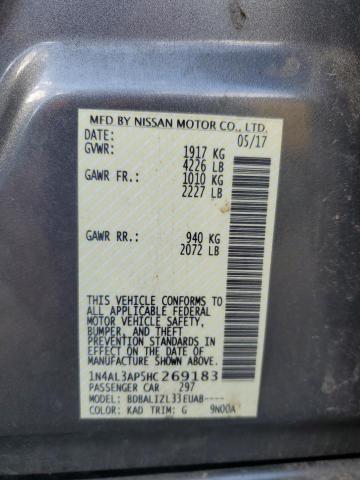 MFD BY NISSAN MOTOR CO., LTD.
DATE: 05/17
GVWR: 1917 KG
4226 LB
GAWR FR: 1010 KG
2227 LB
GAWR RR: 940 KG
2072 LB
THIS VEHICLE CONFORMS TO
ALL APPLICABLE FEDERAL
MOTOR VEHICLE SAFETY,
BUMPER, AND THEFT
PREVENTION STANDARDS
IN EFFECT ON THE DATE OF
MANUFACTURE SHOWN ABOVE.
1N4AL3AP5HC269183
PASSENGER CAR 297
MODEL: BDBALIZL33EUAB----
COLOR: KAD TRIM: G 9N00A